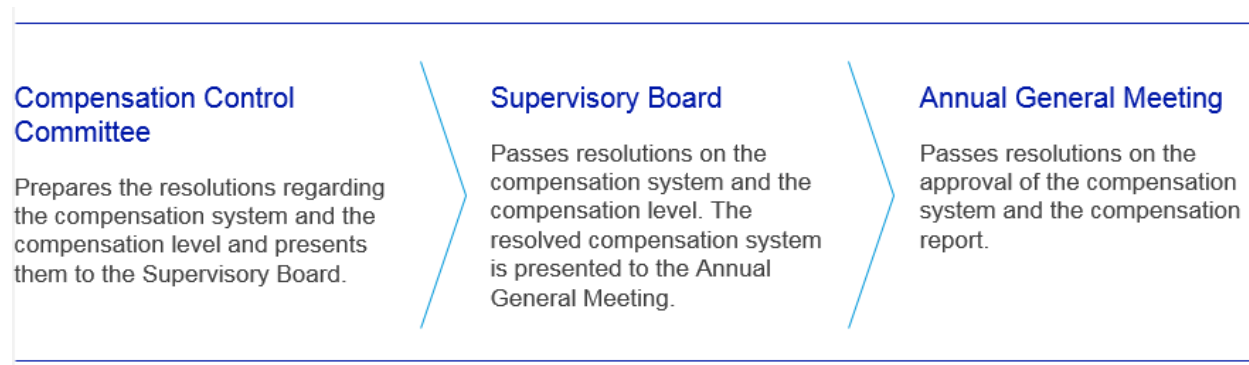 Compensation Control
Committee
Prepares the resolutions regarding
the compensation system and the
compensation level and presents
them to the Supervisory Board.
Supervisory Board
Passes resolutions on the
compensation system and the
compensation level. The
resolved compensation system
is presented to the Annual
General Meeting.
Annual General Meeting
Passes resolutions on the
approval of the compensation
system and the compensation
report.